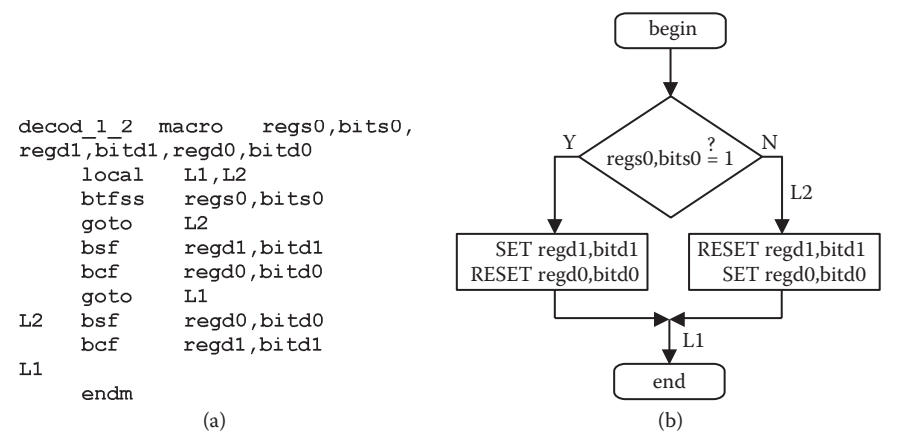 decod_1_2 macro regs0,bits0,
regd1,bitd1,regd0,bitd0
local L1,L2
btfss regs0,bits0
goto L2
bsf regd1,bitd1
bcf regd0,bitd0
goto L1
L2 bsf regd0,bitd0
bcf regd1,bitd1
L1
endm
(a)
begin
Y
regs0,bits0 ?= 1
N
L2
SET regd1,bitd1
RESET regd0,bitd0
RESET regd1,bitd1
SET regd0,bitd0
L1
end
(b)